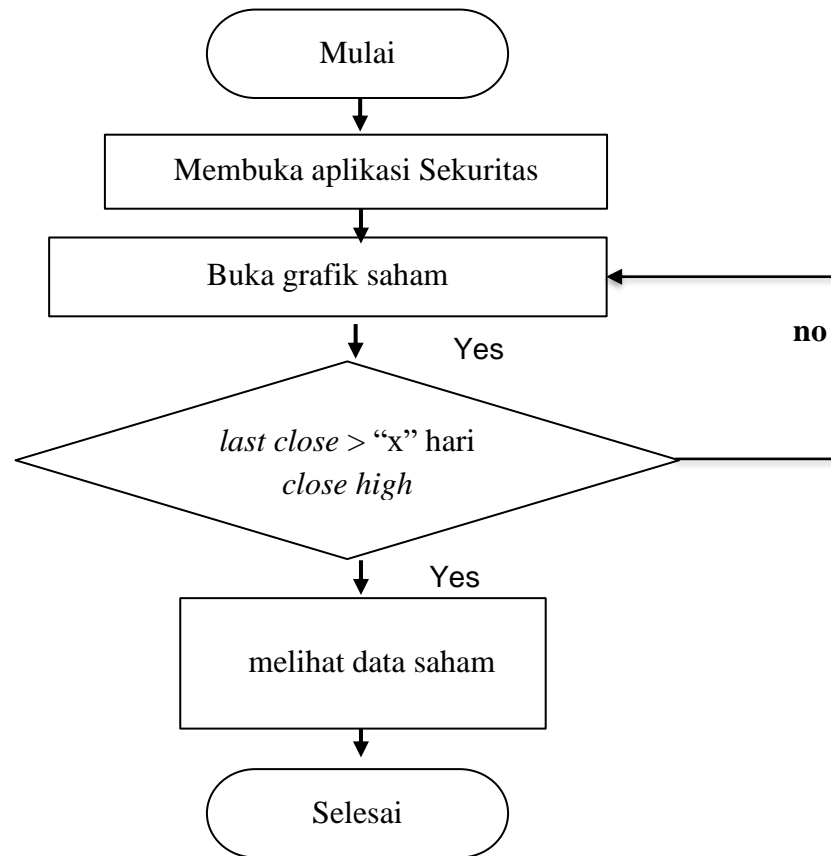 Mulai
Membuka aplikasi Sekuritas
Buka grafik saham
no
Yes
last close > “x” hari
close high
Yes
melihat data saham
Selesai